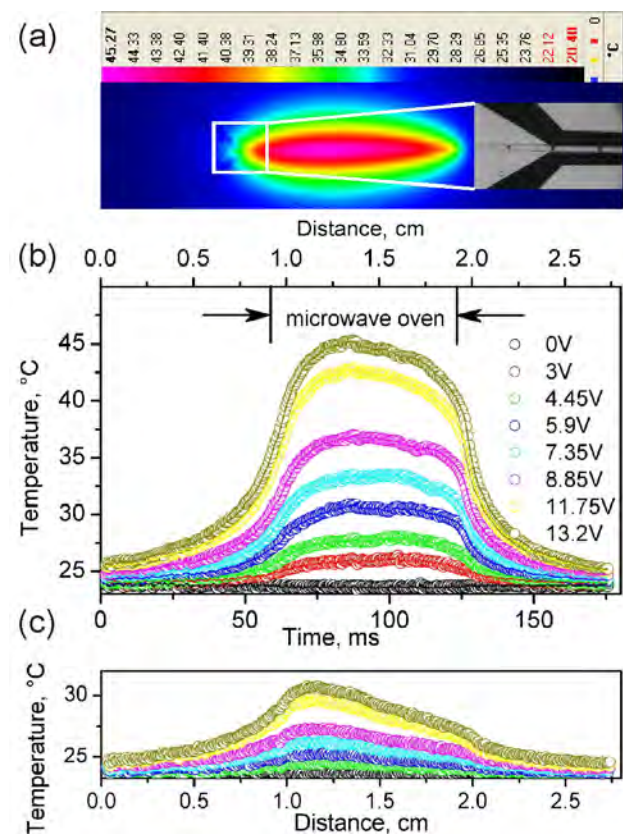 (a)
45.27 44.33 43.38 42.40 41.40 40.38 39.31 38.24 37.13 35.98 34.80 33.59 32.33 31.04 29.70 28.29 26.85 25.35 23.76 22.12 20.40 0 °C
Distance, cm
(b)
0.0 0.5 1.0 1.5 2.0 2.5
microwave oven
45
40
35
30
25
Temperature, °C
0V
3V
4.45V
5.9V
7.35V
8.85V
11.75V
13.2V
0 50 100 150
Time, ms
(c)
30
25
Temperature, °C
0.0 0.5 1.0 1.5 2.0 2.5
Distance, cm